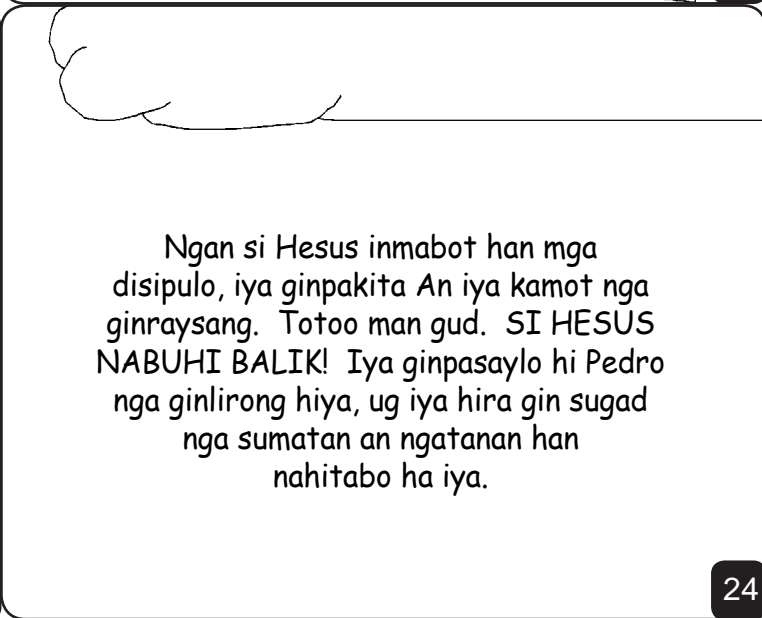 Ngan si Hesus inmabot han mga
disipulo, iya ginpakita An iya kamot nga
ginraysang.  Totoo man gud.  SI HESUS
NABUHI BALIK!  Iya ginpasaylo hi Pedro
nga ginlirong hiya, ug iya hira gin sugad
nga sumatan an ngatanan han
nahitabo ha iya.
24